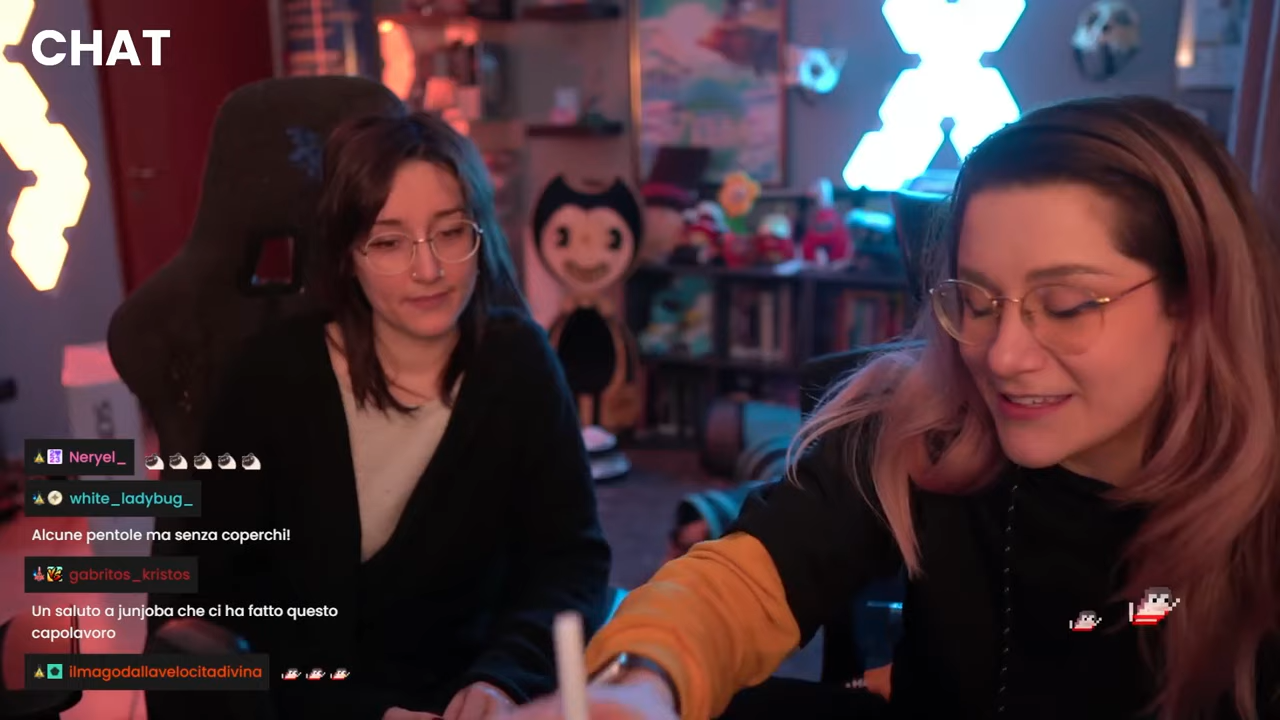 CHAT
Neryel_
white_ladybug_
Alcune pentole ma senza coperchi!
gabritos_kristos
Un saluto a junjoba che ci ha fatto questo
capolavoro
ilmagodallavelocitadivina